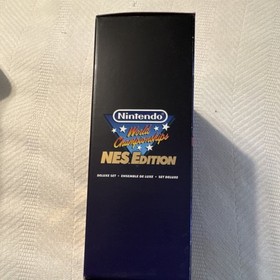 Nintendo
World
Championships
NES EDITION
DELUXE SET • ENSEMBLE DE LUXE • SET DELUXE